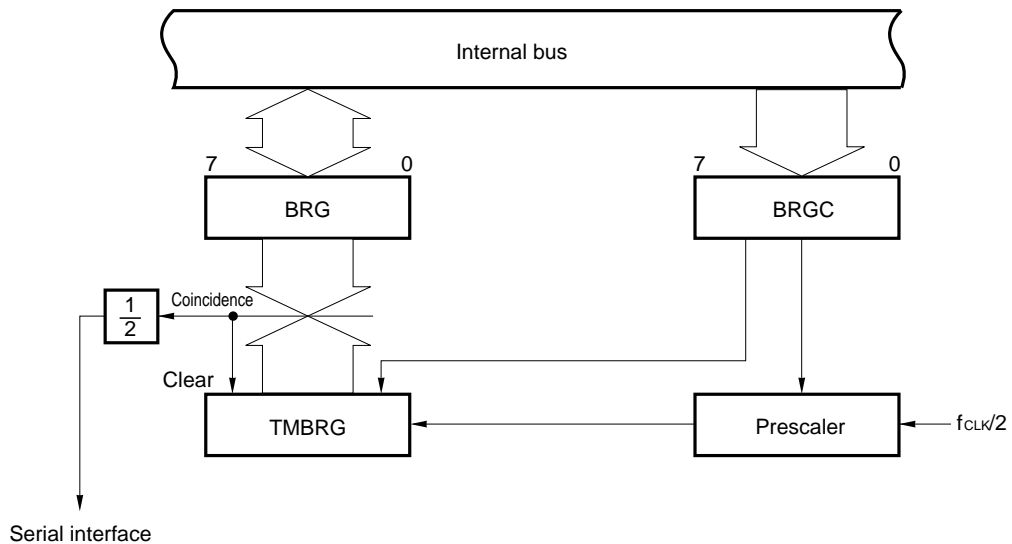 Internal bus
7 0 7 0
BRG BRGC
1
2
Coincidence
Clear
TMBRG Prescaler fCLK/2
Serial interface